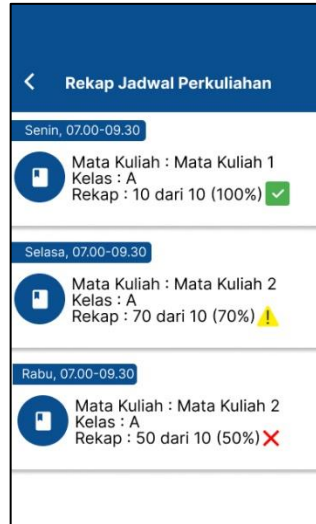 Rekap Jadwal Perkuliahan
Senin, 07.00-09.30
Mata Kuliah : Mata Kuliah 1
Kelas : A
Rekap : 10 dari 10 (100%)
Selasa, 07.00-09.30
Mata Kuliah : Mata Kuliah 2
Kelas : A
Rekap : 70 dari 10 (70%)
Rabu, 07.00-09.30
Mata Kuliah : Mata Kuliah 2
Kelas : A
Rekap : 50 dari 10 (50%)